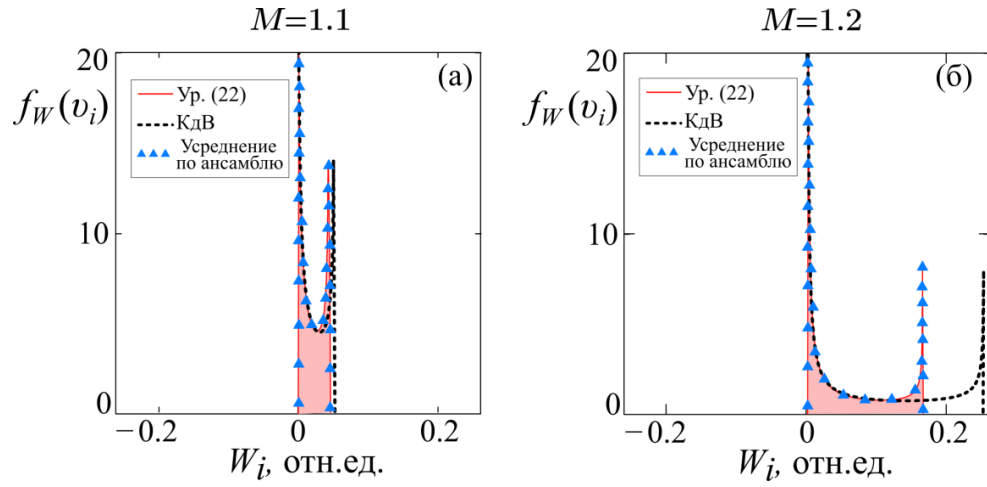 M=1.1
20
10
0
f_W(υ_i)
(а)
Ур. (22)
КдВ
Усреднение
по ансамблю
−0.2
0
0.2
W_i, отн.ед.
M=1.2
20
10
0
f_W(υ_i)
(б)
Ур. (22)
КдВ
Усреднение
по ансамблю
−0.2
0
0.2
W_i, отн.ед.